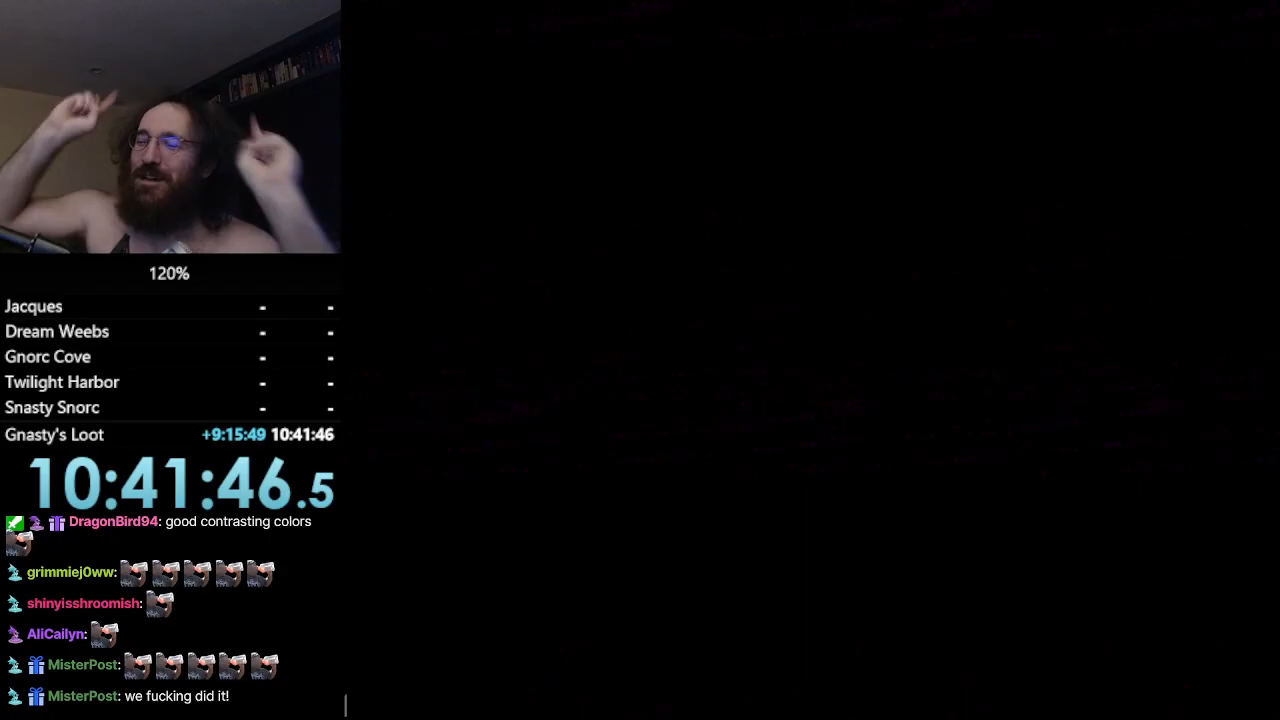 120%
Jacques - -
Dream Weebs - -
Gnorc Cove - -
Twilight Harbor - -
Snasty Snorc - -
Gnasty's Loot +9:15:49 10:41:46
10:41:46.5
DragonBird94: good contrasting colors
grimmiej0ww:
shinyisshroomish:
AliCailyn:
MisterPost:
MisterPost: we fucking did it!